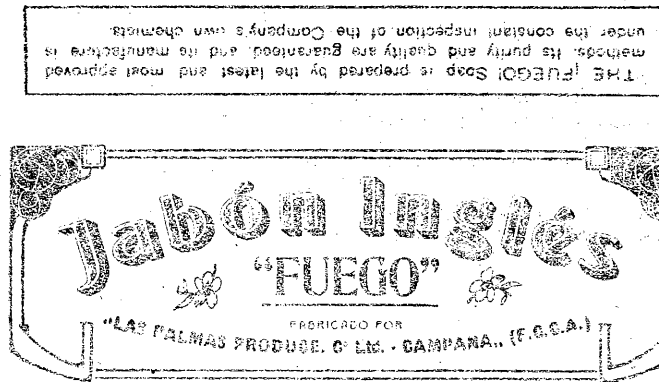 THE ¡FUEGO! Soap is prepared by the latest and most approved
methods. Its purity and quality are guaranteed, and its manufacture is
under the constant inspection of the Company's own chemists.
Jabón Inglés
"FUEGO"
FABRICADO POR
"LAS PALMAS PRODUCE. Cº Ltd. - CAMPANA., (F.C.C.A.)